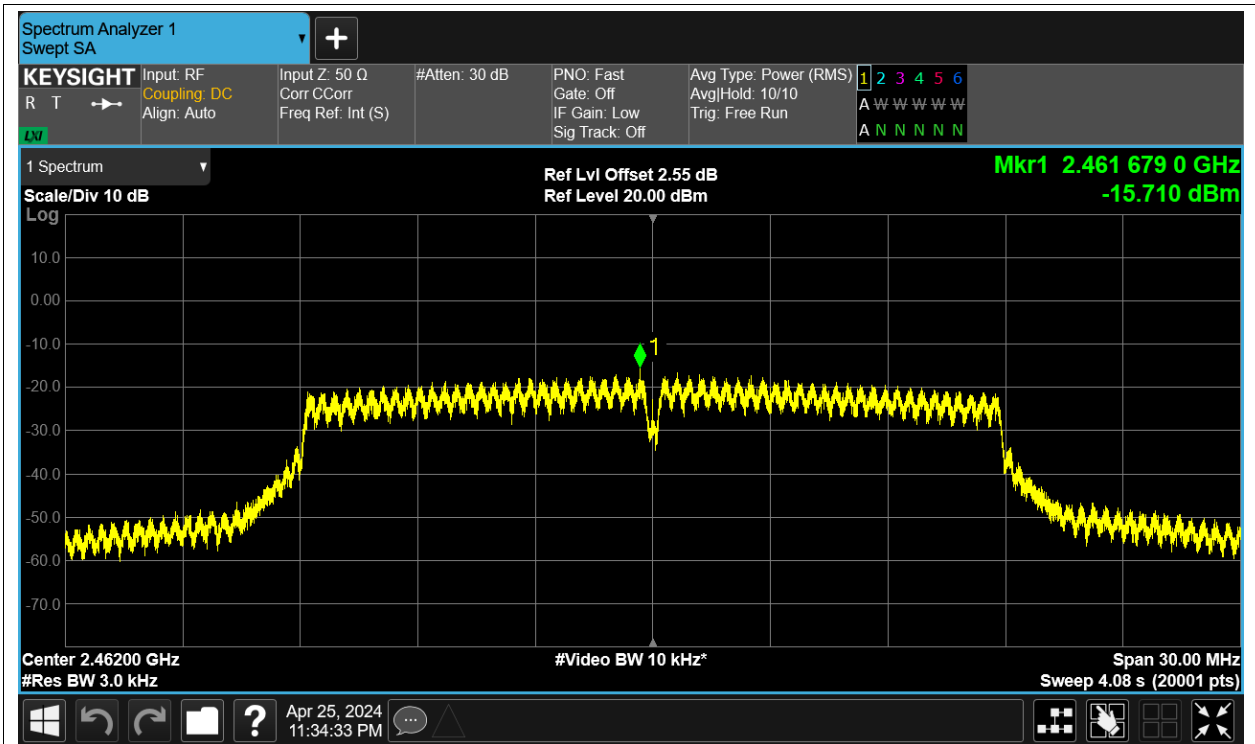 Spectrum Analyzer 1
Swept SA
KEYSIGHT
R T
LXI
Input: RF
Coupling: DC
Align: Auto
Input Z: 50 Ω
Corr CCorr
Freq Ref: Int (S)
#Atten: 30 dB
PNO: Fast
Gate: Off
IF Gain: Low
Sig Track: Off
Avg Type: Power (RMS)
Avg|Hold: 10/10
Trig: Free Run
1 2 3 4 5 6
A W W W W W
A N N N N N
1 Spectrum
Scale/Div 10 dB
Log
Ref Lvl Offset 2.55 dB
Ref Level 20.00 dBm
Mkr1 2.461 679 0 GHz
-15.710 dBm
10.0
0.00
-10.0
-20.0
-30.0
-40.0
-50.0
-60.0
-70.0
1
Center 2.46200 GHz
#Res BW 3.0 kHz
#Video BW 10 kHz*
Span 30.00 MHz
Sweep 4.08 s (20001 pts)
?
Apr 25, 2024
11:34:33 PM